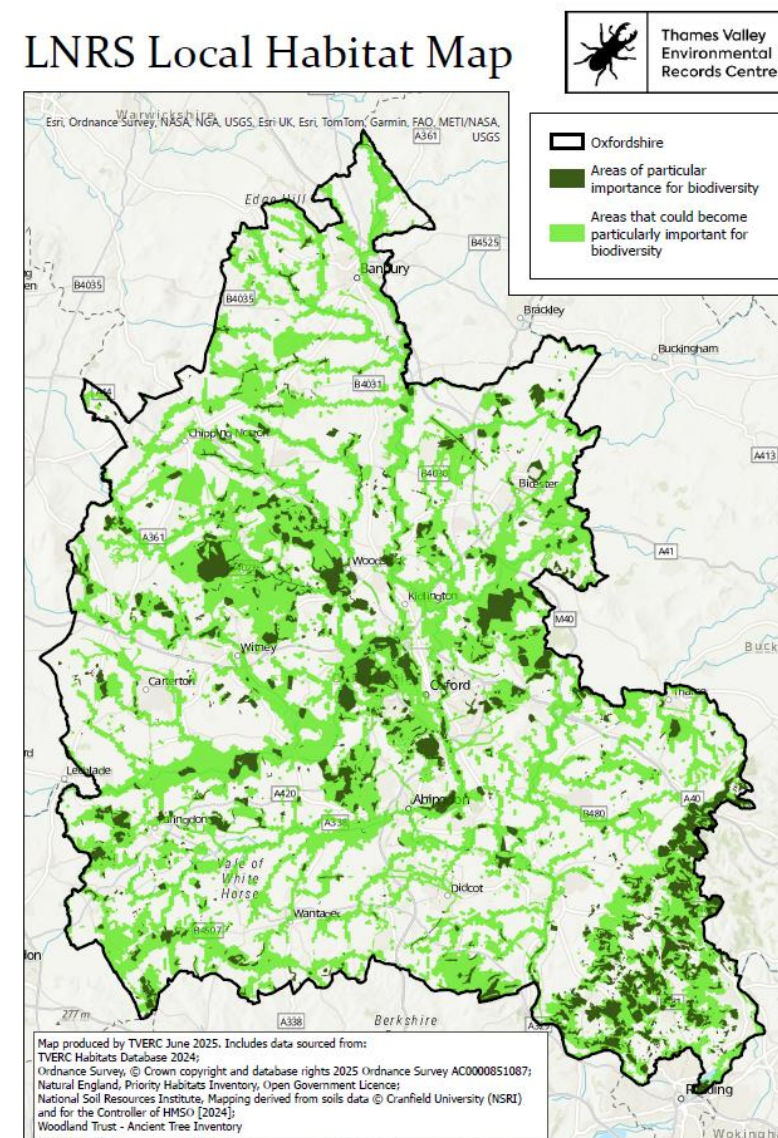 LNRS Local Habitat Map
Thames Valley
Environmental
Records Centre
Warwickshire
Esri, Ordnance Survey, NASA, NGA, USGS, Esri UK, Esri, TomTom, Garmin, FAO, METI/NASA,
USGS
A361
Oxfordshire
Areas of particular
importance for biodiversity
Areas that could become
particularly important for
biodiversity
Edge Hill
B4525
Banbury
B4035
B4035
Brackley
Buckingham
B4031
A44
Chipping Norton
A413
B4030
Bicester
A361
A41
Woods
Kidlington
M40
Buck
Witney
Carterton
Oxford
Thame
Lechlade
A420
Abingdon
A40
B480
Faringdon
A338
Vale of
White
Horse
Didcot
Wantage
B4507
don
277 m
A338
Berkshire
Reading
Wokingh
Map produced by TVERC June 2025. Includes data sourced from:
TVERC Habitats Database 2024;
Ordnance Survey, © Crown copyright and database rights 2025 Ordnance Survey AC0000851087;
Natural England, Priority Habitats Inventory, Open Government Licence;
National Soil Resources Institute, Mapping derived from soils data © Cranfield University (NSRI)
and for the Controller of HMSO [2024];
Woodland Trust - Ancient Tree Inventory